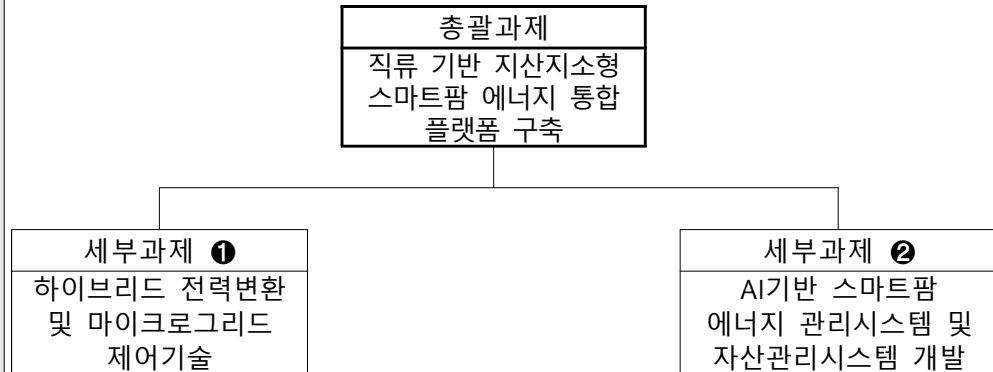 총괄과제
직류 기반 지산지소형
스마트팜 에너지 통합
플랫폼 구축
세부과제 ❶
하이브리드 전력변환
및 마이크로그리드
제어기술
세부과제 ❷
AI기반 스마트팜
에너지 관리시스템 및
자산관리시스템 개발